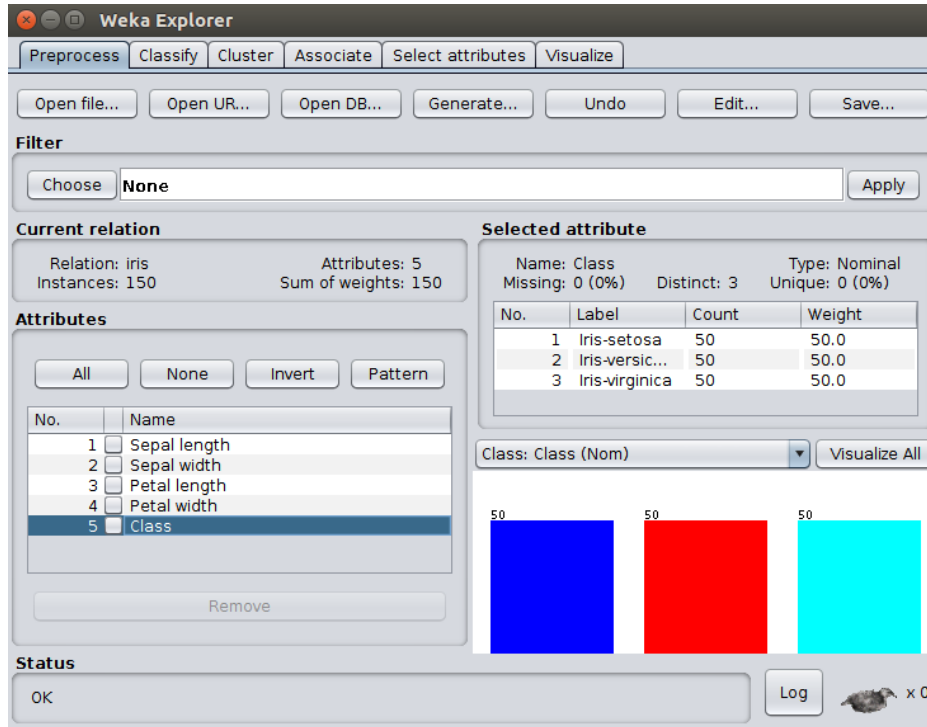 Weka Explorer
Preprocess Classify Cluster Associate Select attributes Visualize
Open file... Open UR... Open DB... Generate... Undo Edit... Save...
Filter
Choose None Apply
Current relation
Relation: iris Attributes: 5
Instances: 150 Sum of weights: 150
Attributes
All None Invert Pattern
No. Name
1 Sepal length
2 Sepal width
3 Petal length
4 Petal width
5 Class
Remove
Selected attribute
Name: Class Type: Nominal
Missing: 0 (0%) Distinct: 3 Unique: 0 (0%)
No. Label Count Weight
1 Iris-setosa 50 50.0
2 Iris-versic... 50 50.0
3 Iris-virginica 50 50.0
Class: Class (Nom) Visualize All
50 50 50
Status
OK
Log x 0